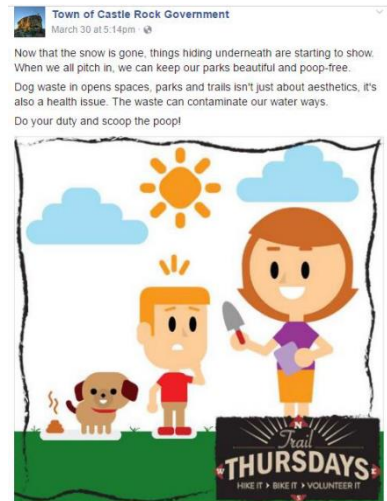 Town of Castle Rock Government
March 30 at 5:14pm ·
Now that the snow is gone, things hiding underneath are starting to show.
When we all pitch in, we can keep our parks beautiful and poop-free.
Dog waste in opens spaces, parks and trails isn't just about aesthetics, it's
also a health issue. The waste can contaminate our water ways.
Do your duty and scoop the poop!
N
Trail
W THURSDAYS E
HIKE IT > BIKE IT > VOLUNTEER IT
S